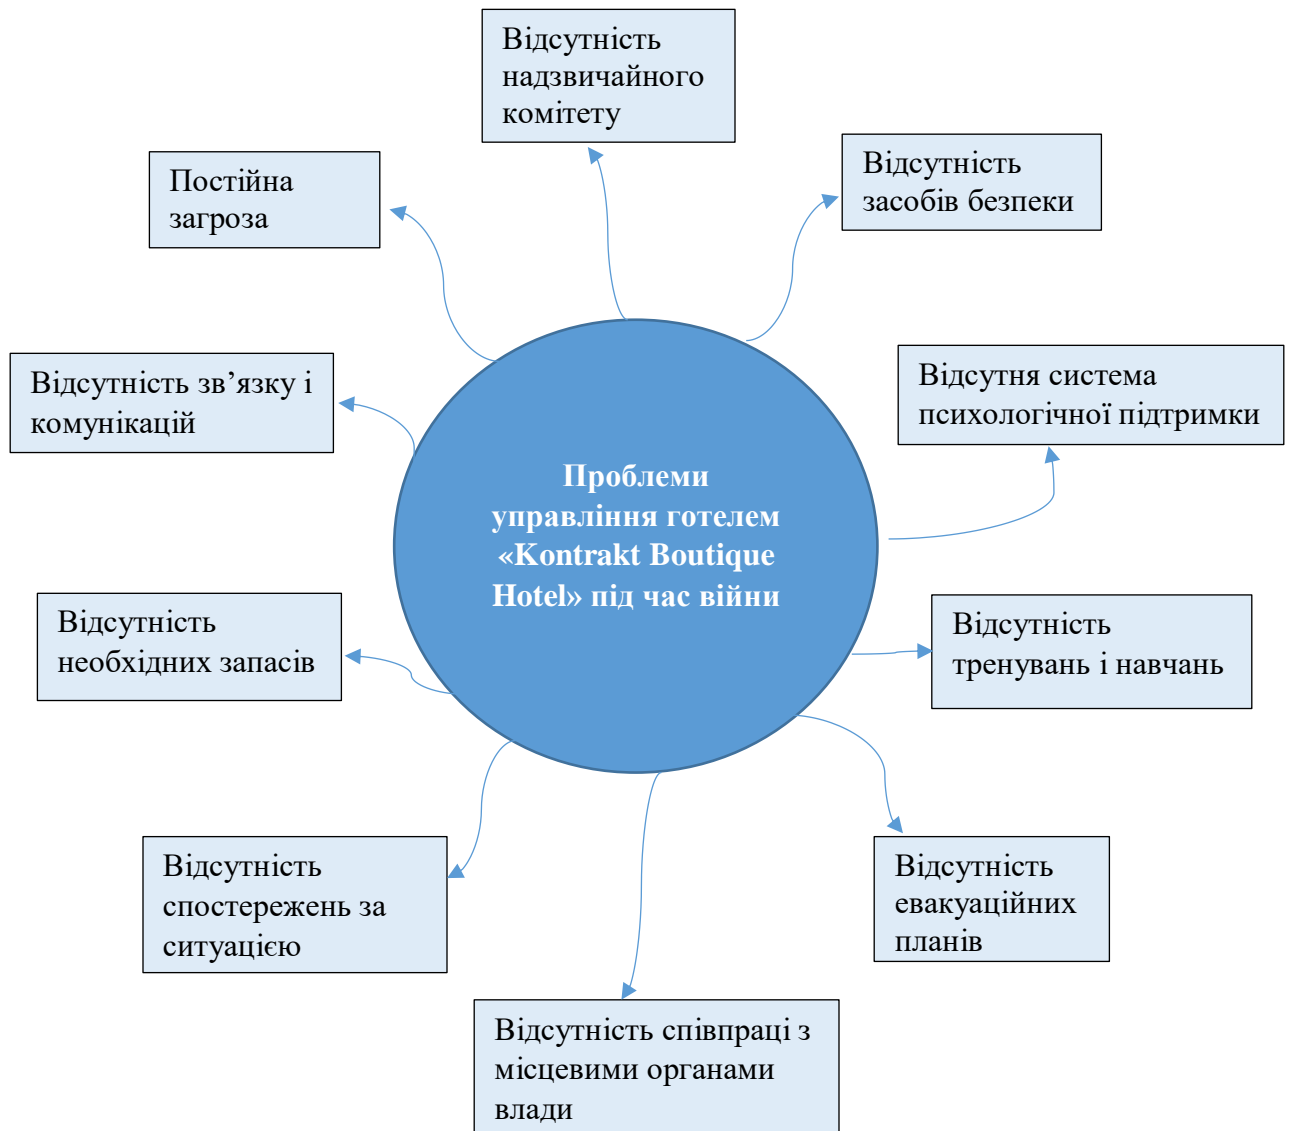 Відсутність
надзвичайного
комітету
Відсутність
засобів безпеки
Постійна
загроза
Відсутність зв’язку і
комунікацій
Відсутня система
психологічної підтримки
Проблеми
управління готелем
«Kontrakt Boutique
Hotel» під час війни
Відсутність
необхідних запасів
Відсутність
тренувань і навчань
Відсутність
спостережень за
ситуацією
Відсутність
евакуаційних
планів
Відсутність співпраці з
місцевими органами
влади